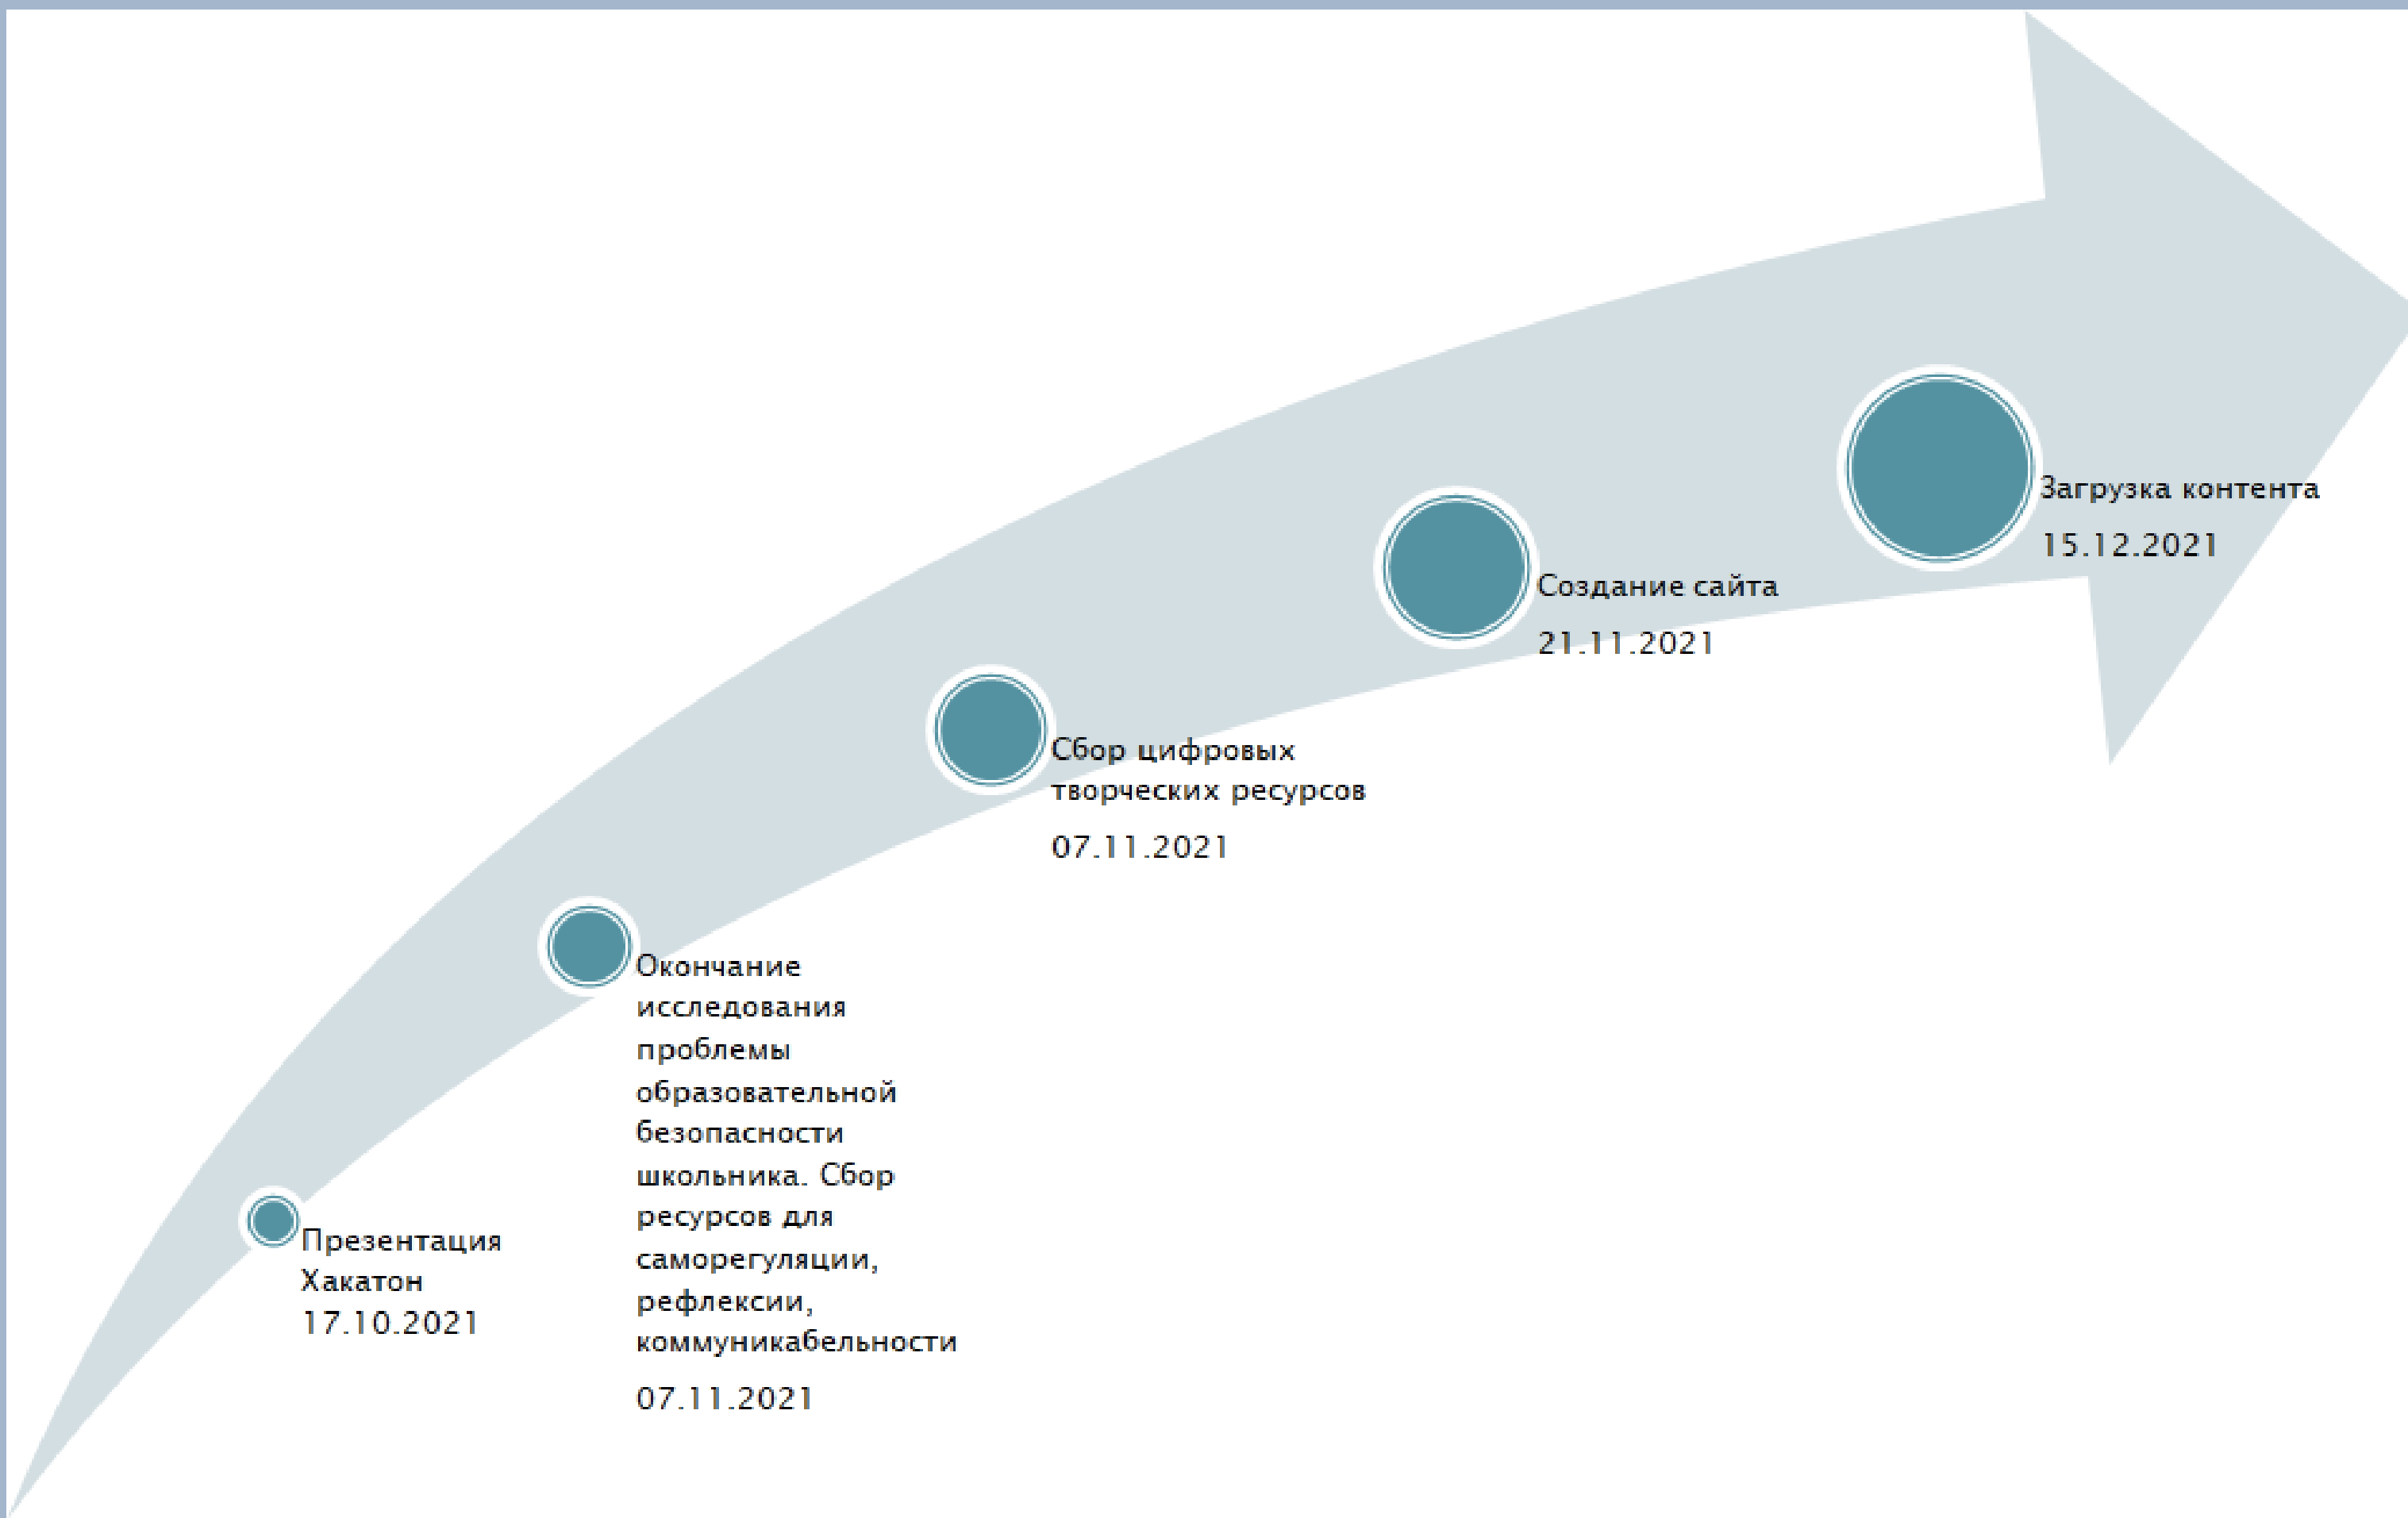 Презентация
Хакатон
17.10.2021
Окончание
исследования
проблемы
образовательной
безопасности
школьника. Сбор
ресурсов для
саморегуляции,
рефлексии,
коммуникабельности
07.11.2021
Сбор цифровых
творческих ресурсов
07.11.2021
Создание сайта
21.11.2021
Загрузка контента
15.12.2021